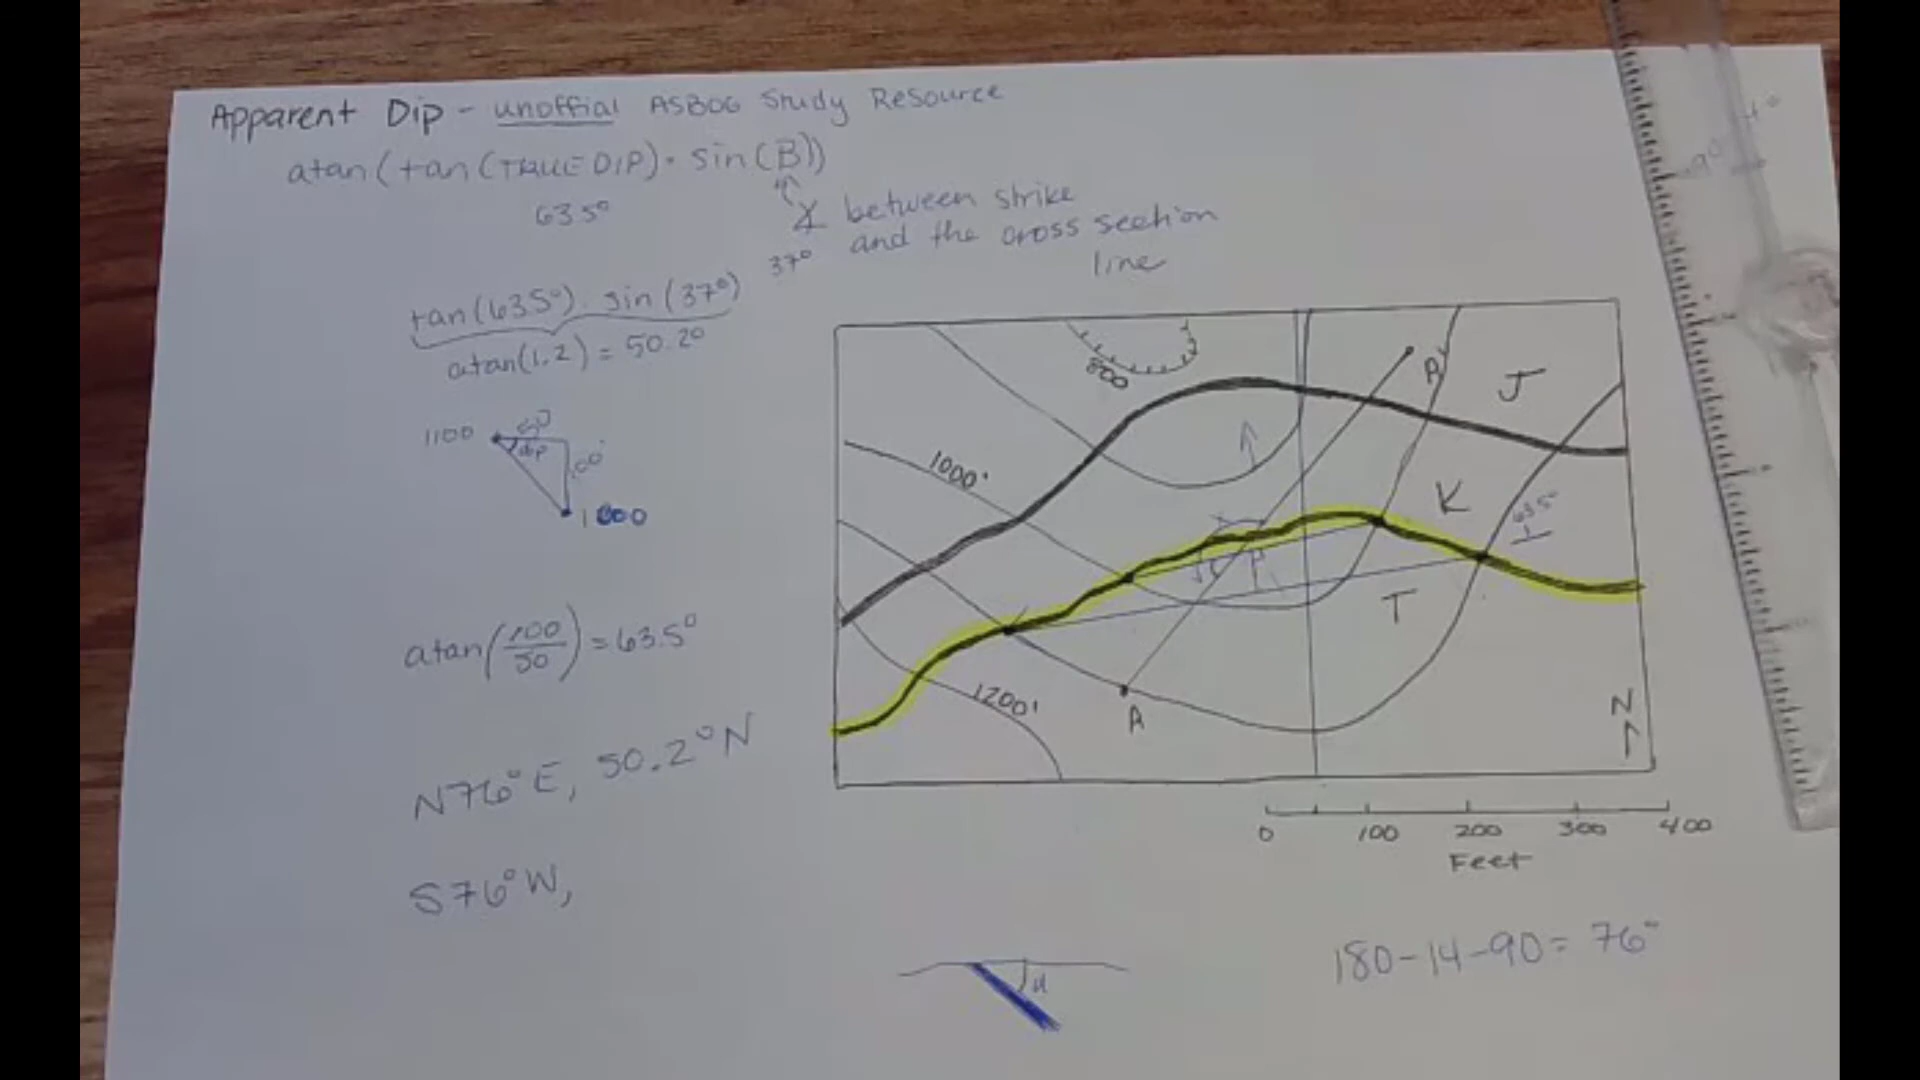 Apparent Dip - unoffial ASBOG Study Resource
atan(tan(TRUE DIP) · sin(B))
63.5°
∡ between strike
and the cross section
line
37°
tan(63.5°) · sin(37°)
atan(1.2) = 50.2°
1100
50
dip
1000
atan(100/50) = 63.5°
N76°E, 50.2°N
S76°W,
800
J
1000'
K
63.5°
T
1200'
A
N
0 100 200 300 400
Feet
180-14-90= 76°